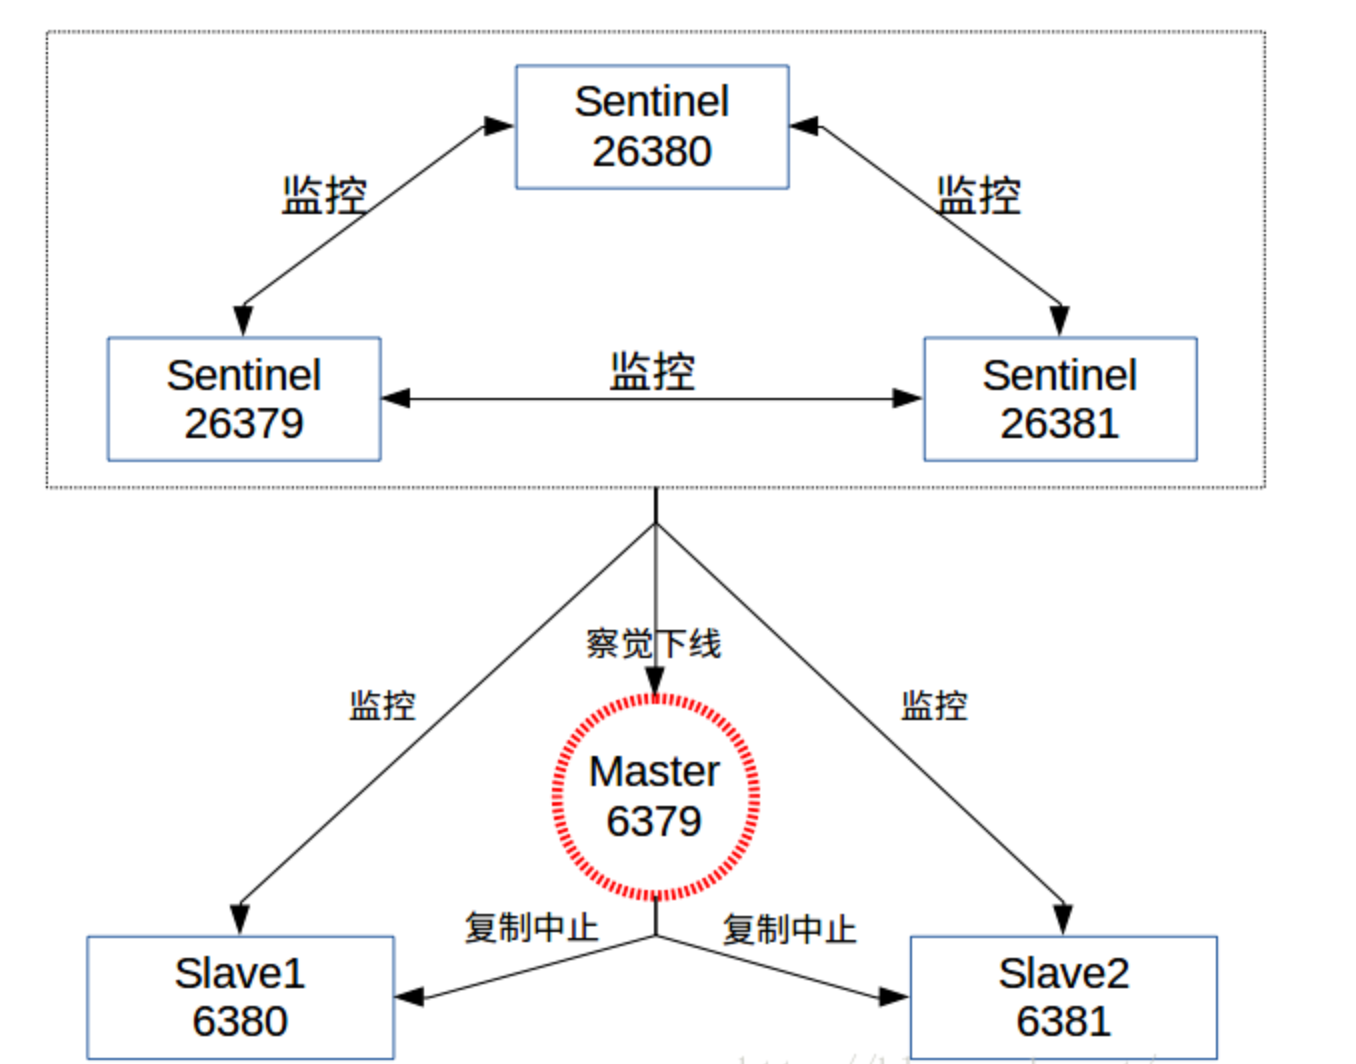 Sentinel
26380
监控
监控
Sentinel
26379
监控
Sentinel
26381
察觉下线
监控
监控
Master
6379
复制中止
复制中止
Slave1
6380
Slave2
6381